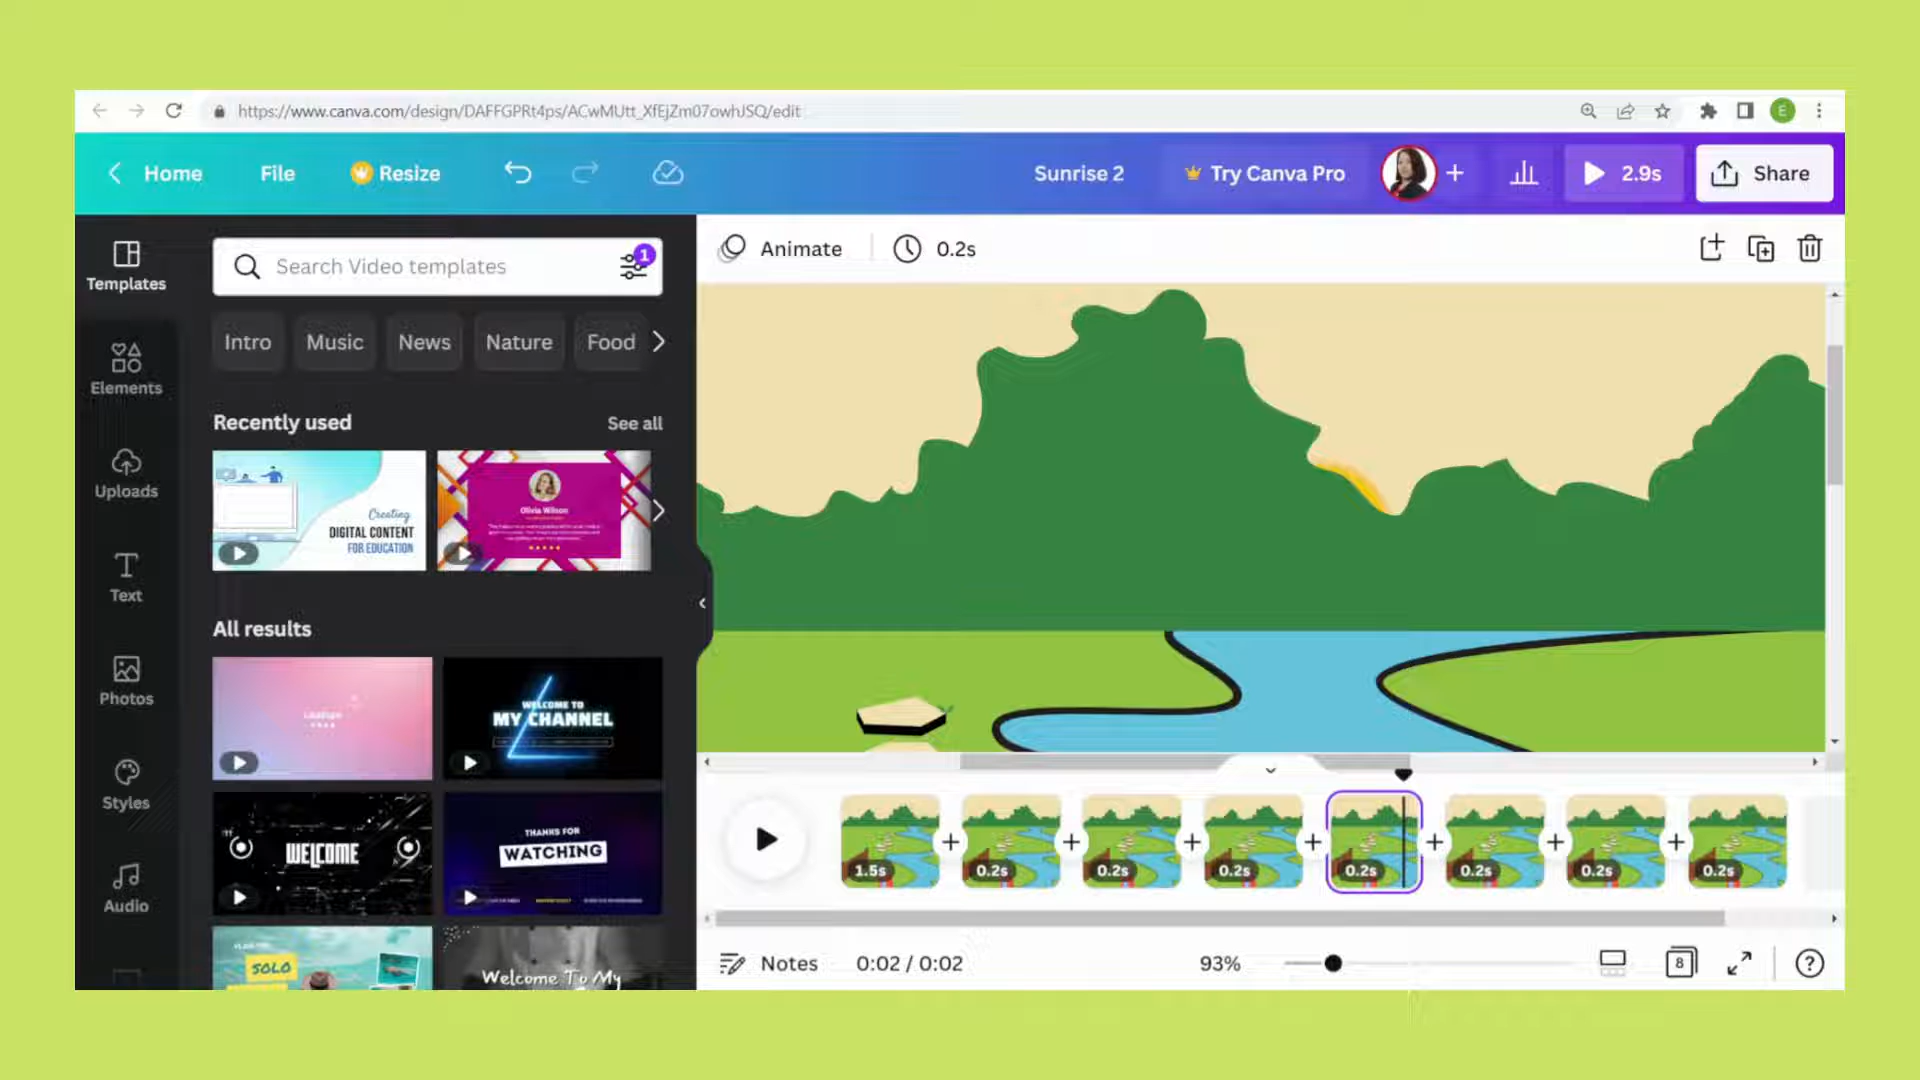 https://www.canva.com/design/DAFFGPRt4ps/ACwMUtt_XfEjZm07owhJSQ/edit
E
Home
File
Resize
Sunrise 2
Try Canva Pro
2.9s
Share
Templates
Elements
Uploads
Text
Photos
Styles
Audio
Search Video templates
1
Intro
Music
News
Nature
Food
Recently used
See all
Creating
DIGITAL CONTENT
FOR EDUCATION
Olivia Wilson
All results
WELCOME TO
MY CHANNEL
WELCOME
THANKS FOR
WATCHING
SOLO
Welcome To My
Animate
0.2s
1.5s
0.2s
0.2s
0.2s
0.2s
0.2s
0.2s
0.2s
Notes
0:02 / 0:02
93%
8
?